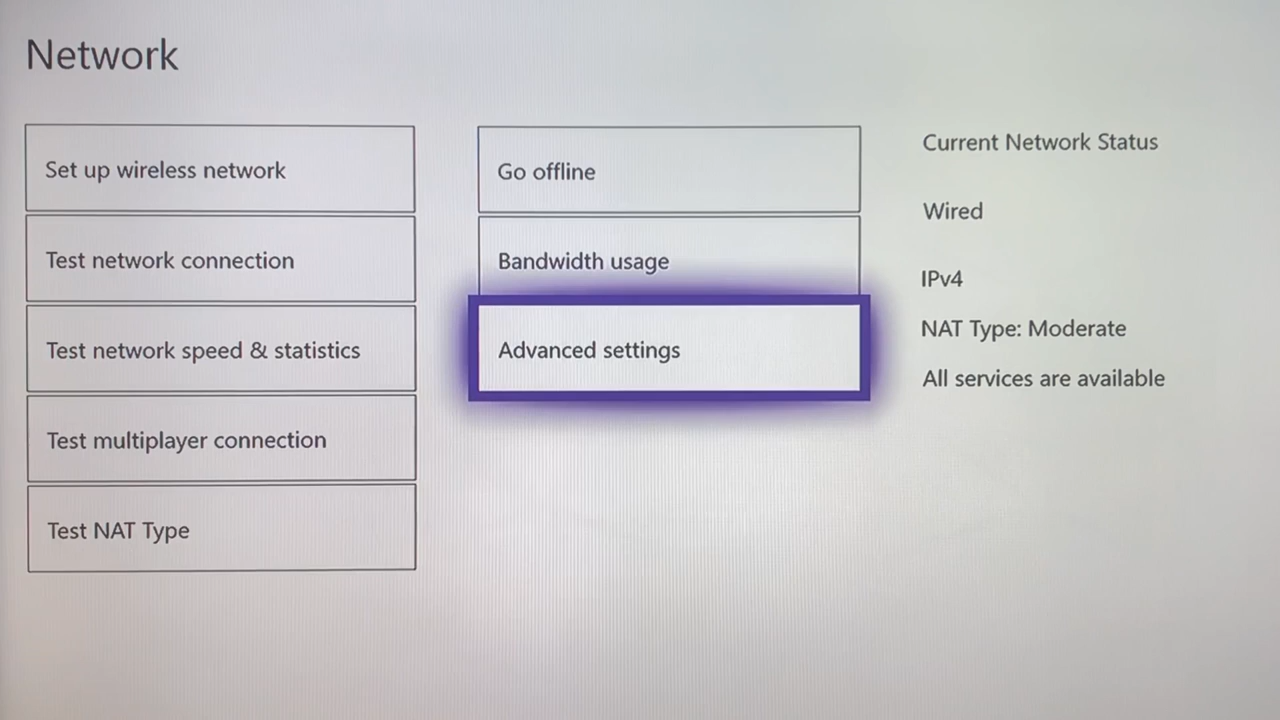 Network
Set up wireless network
Test network connection
Test network speed & statistics
Test multiplayer connection
Test NAT Type
Go offline
Bandwidth usage
Advanced settings
Current Network Status
Wired
IPv4
NAT Type: Moderate
All services are available